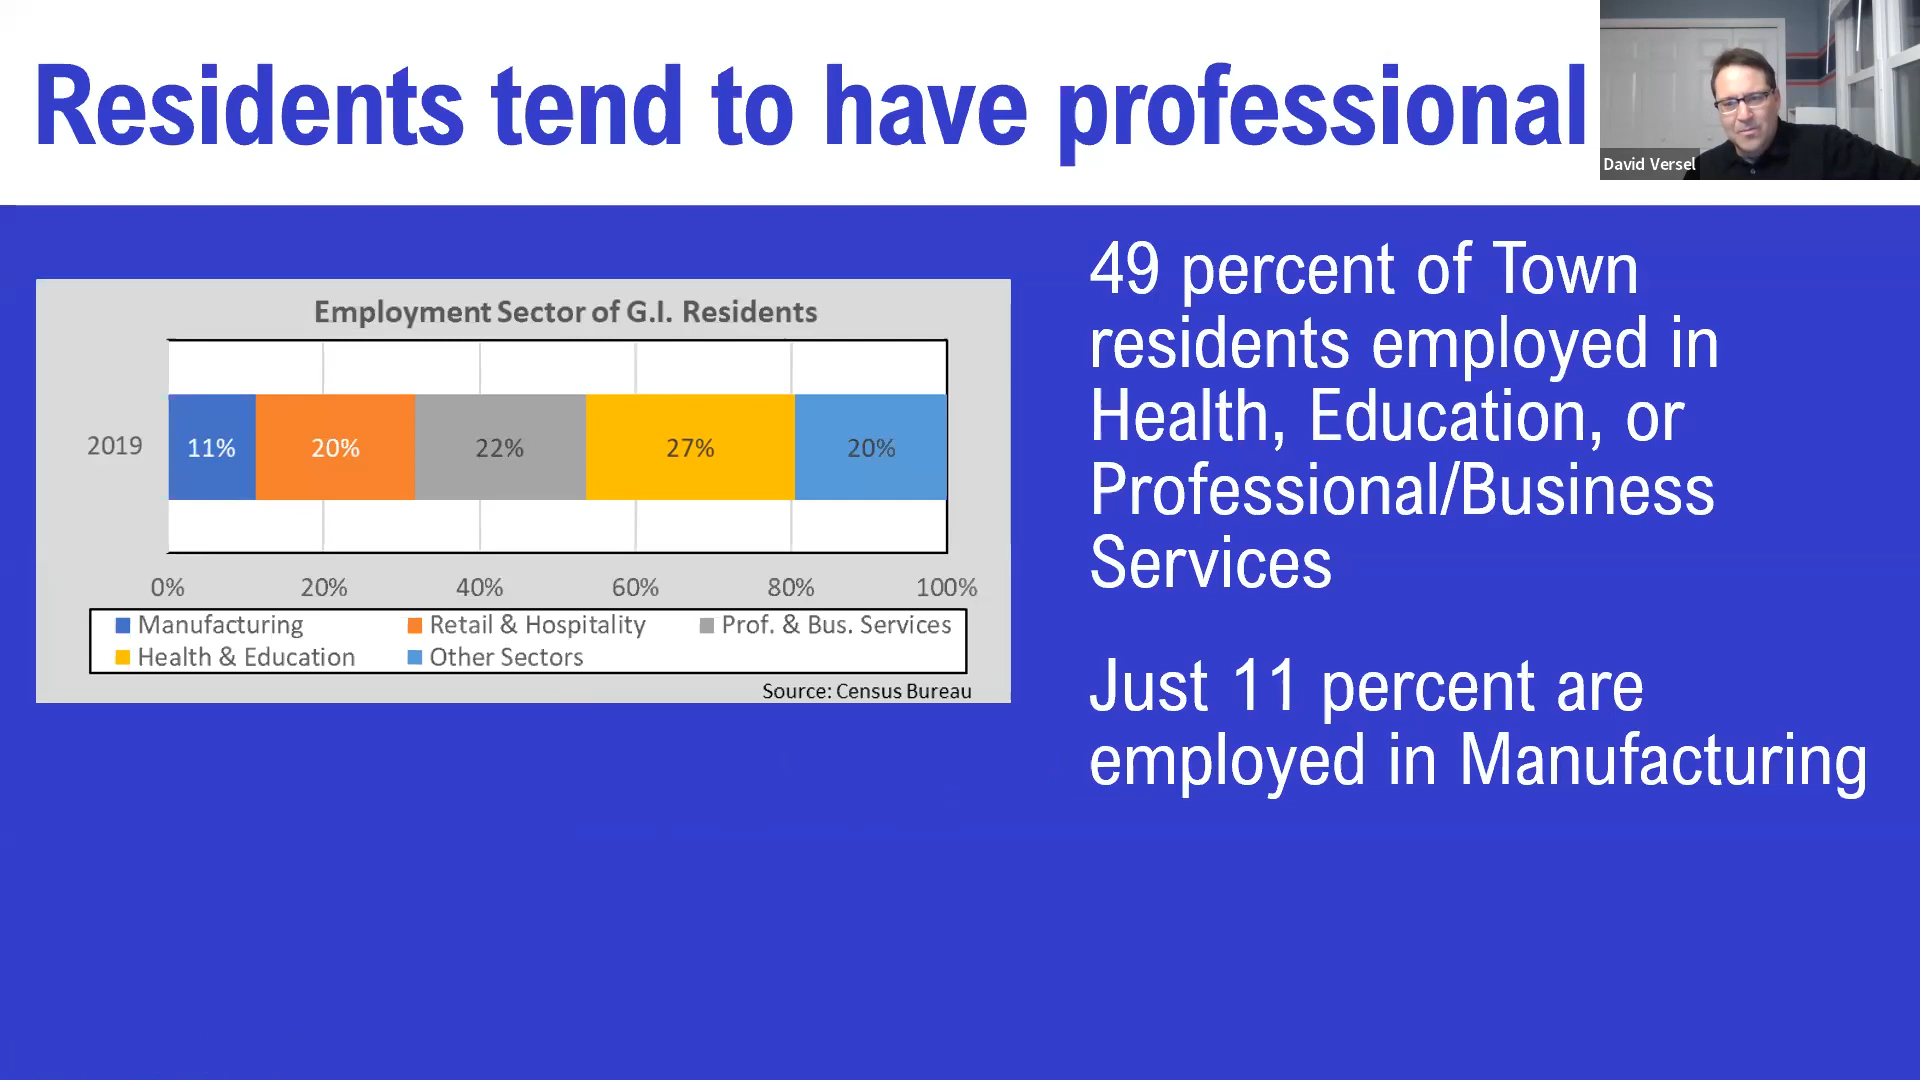 Residents tend to have professional
David Versel
Employment Sector of G.I. Residents
2019
11% 20% 22% 27% 20%
0% 20% 40% 60% 80% 100%
Manufacturing Retail & Hospitality Prof. & Bus. Services
Health & Education Other Sectors
Source: Census Bureau
49 percent of Town
residents employed in
Health, Education, or
Professional/Business
Services
Just 11 percent are
employed in Manufacturing